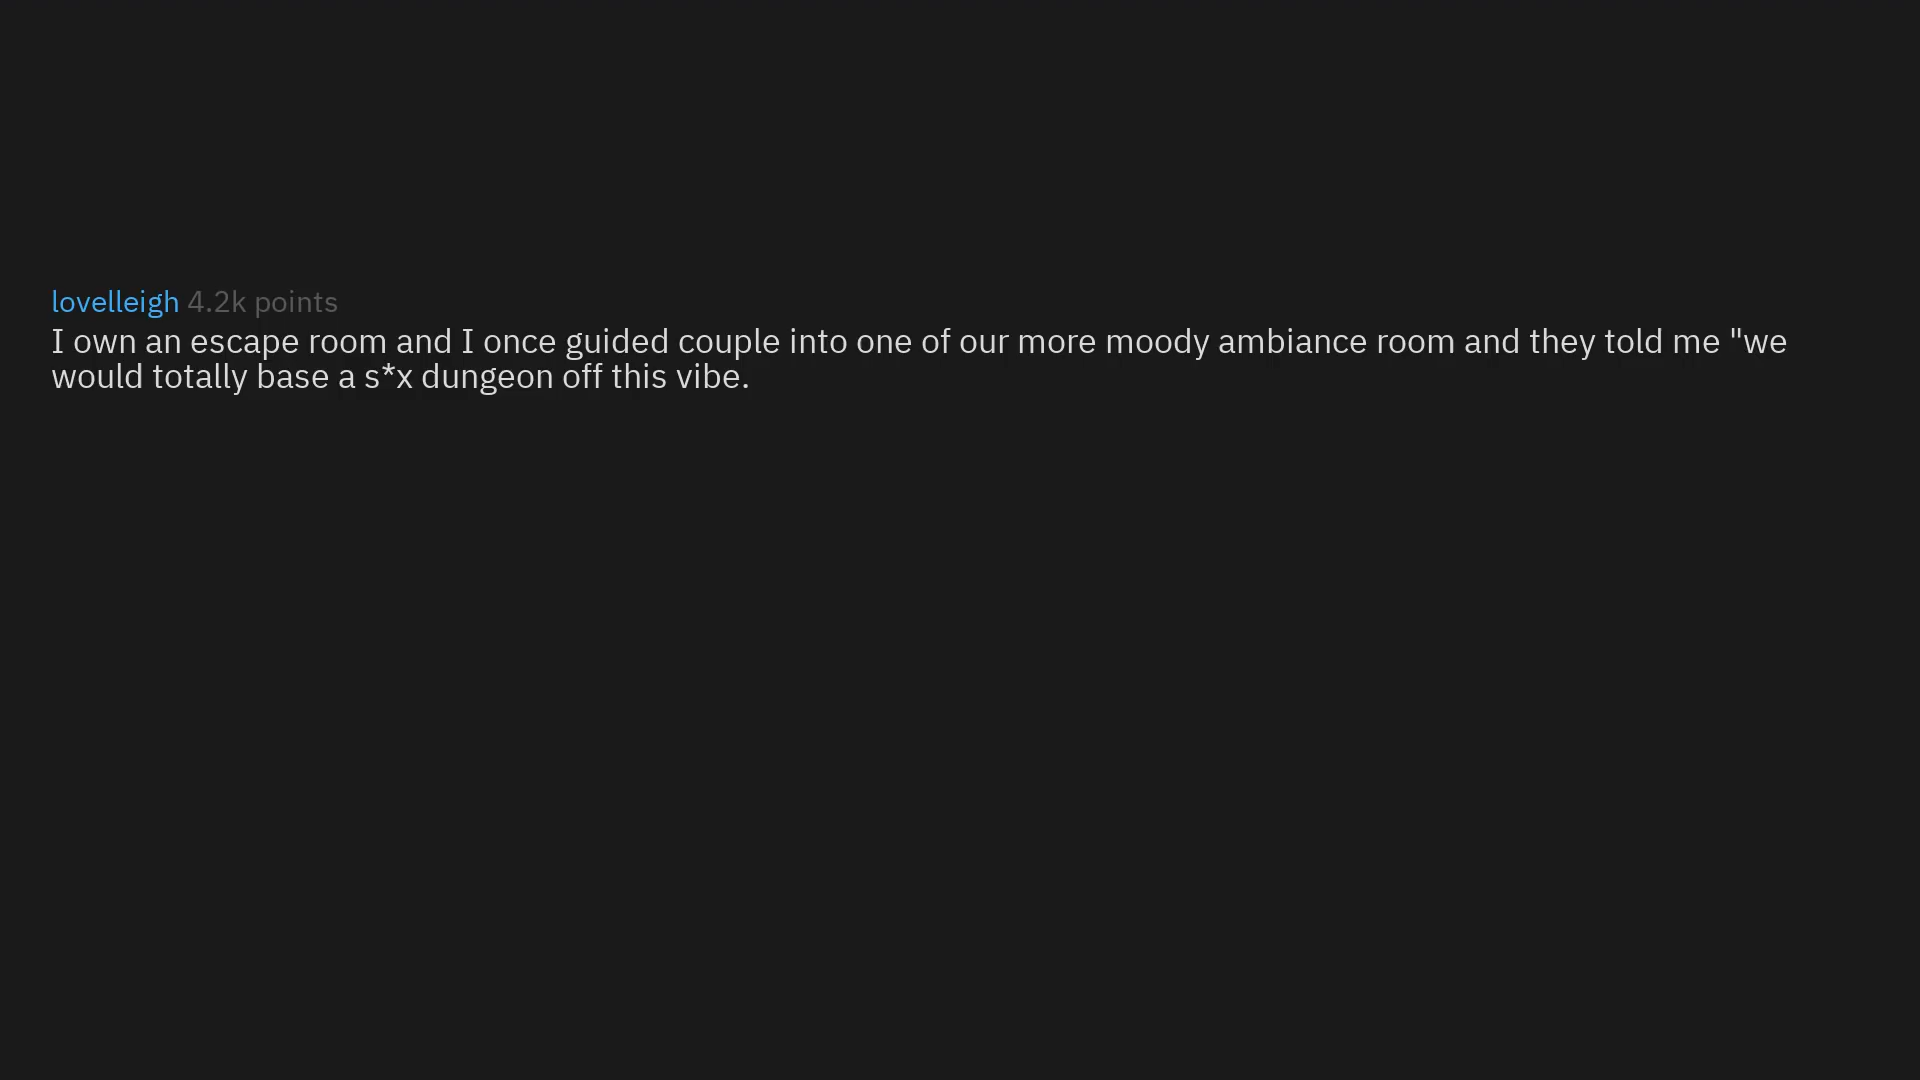 lovelleigh 4.2k points
I own an escape room and I once guided couple into one of our more moody ambiance room and they told me "we
would totally base a s*x dungeon off this vibe.